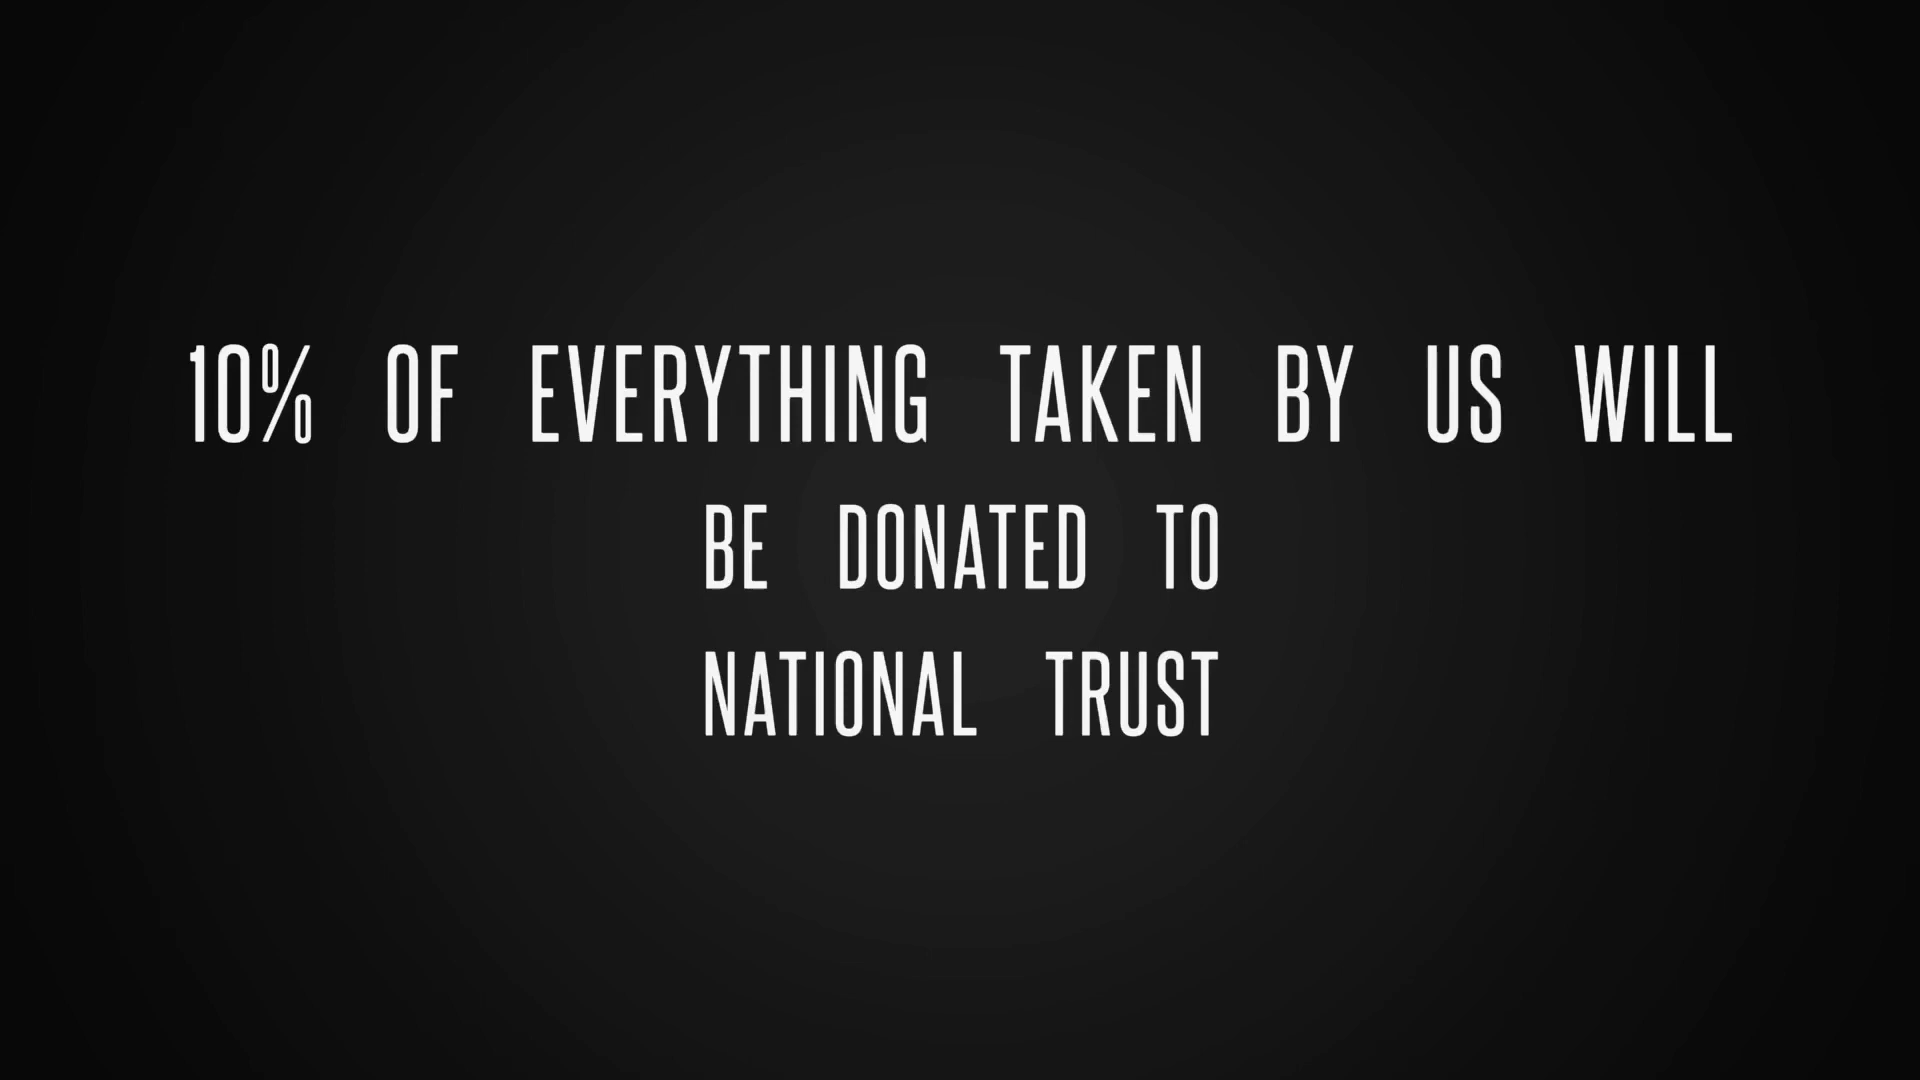 10% OF EVERYTHING TAKEN BY US WILL
BE DONATED TO
NATIONAL TRUST